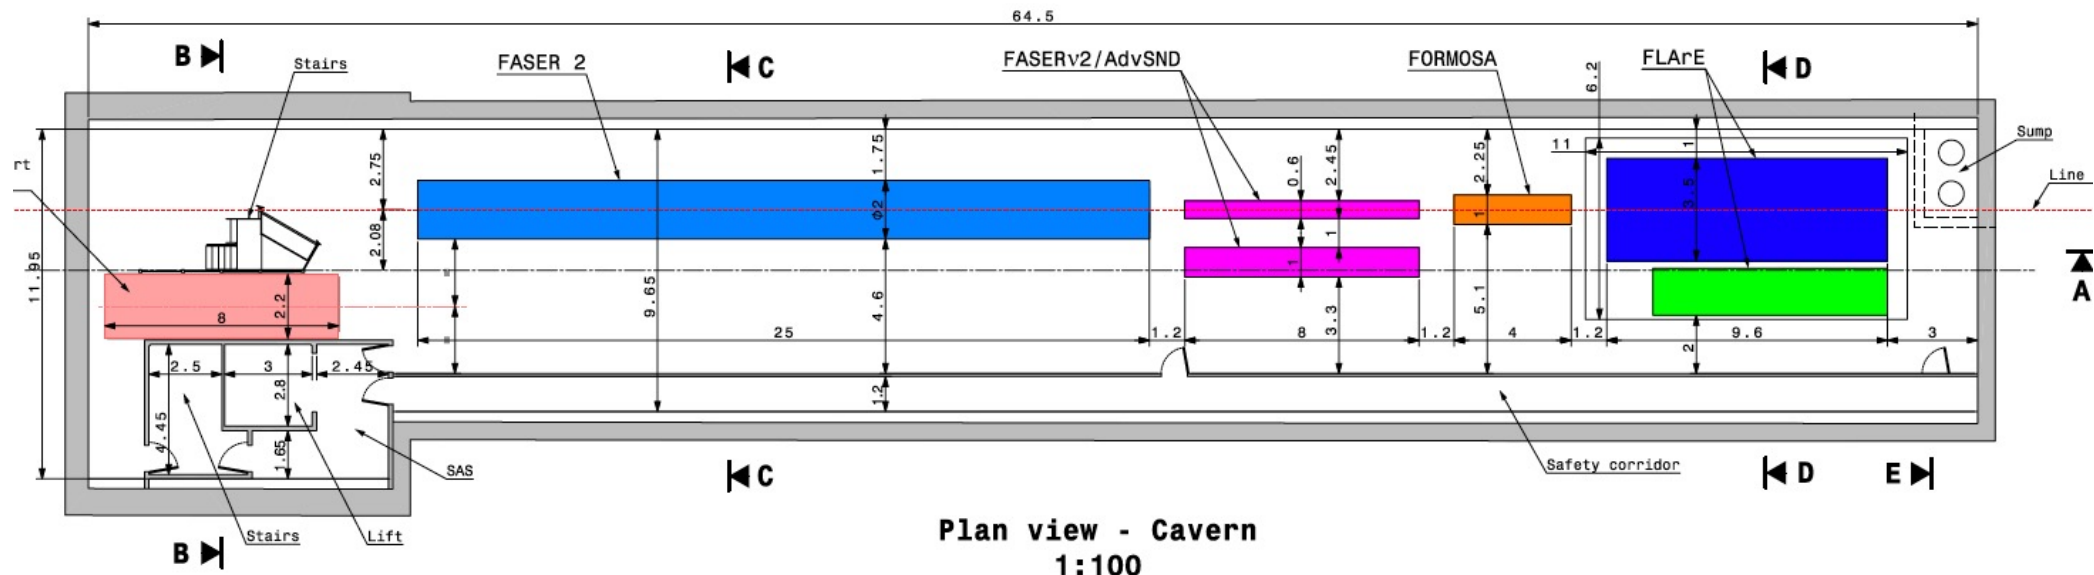 64.5
B
Stairs
FASER 2
C
FASERν2/AdvSND
FORMOSA
FLArE
D
6.2
11
Sump
rt
2.75
1.75
0.6
2.45
2.25
1
3.5
Line
Φ2
1
1
2.08
11.95
9.65
1
A
2.2
8
4.6
3.3
5.1
=
=
25
1.2
8
1.2
4
1.2
9.6
3
2
2.5
3
2.45
2.8
1.2
4.45
1.65
SAS
Safety corridor
C
D
E
Stairs
Lift
B
Plan view - Cavern
1:100